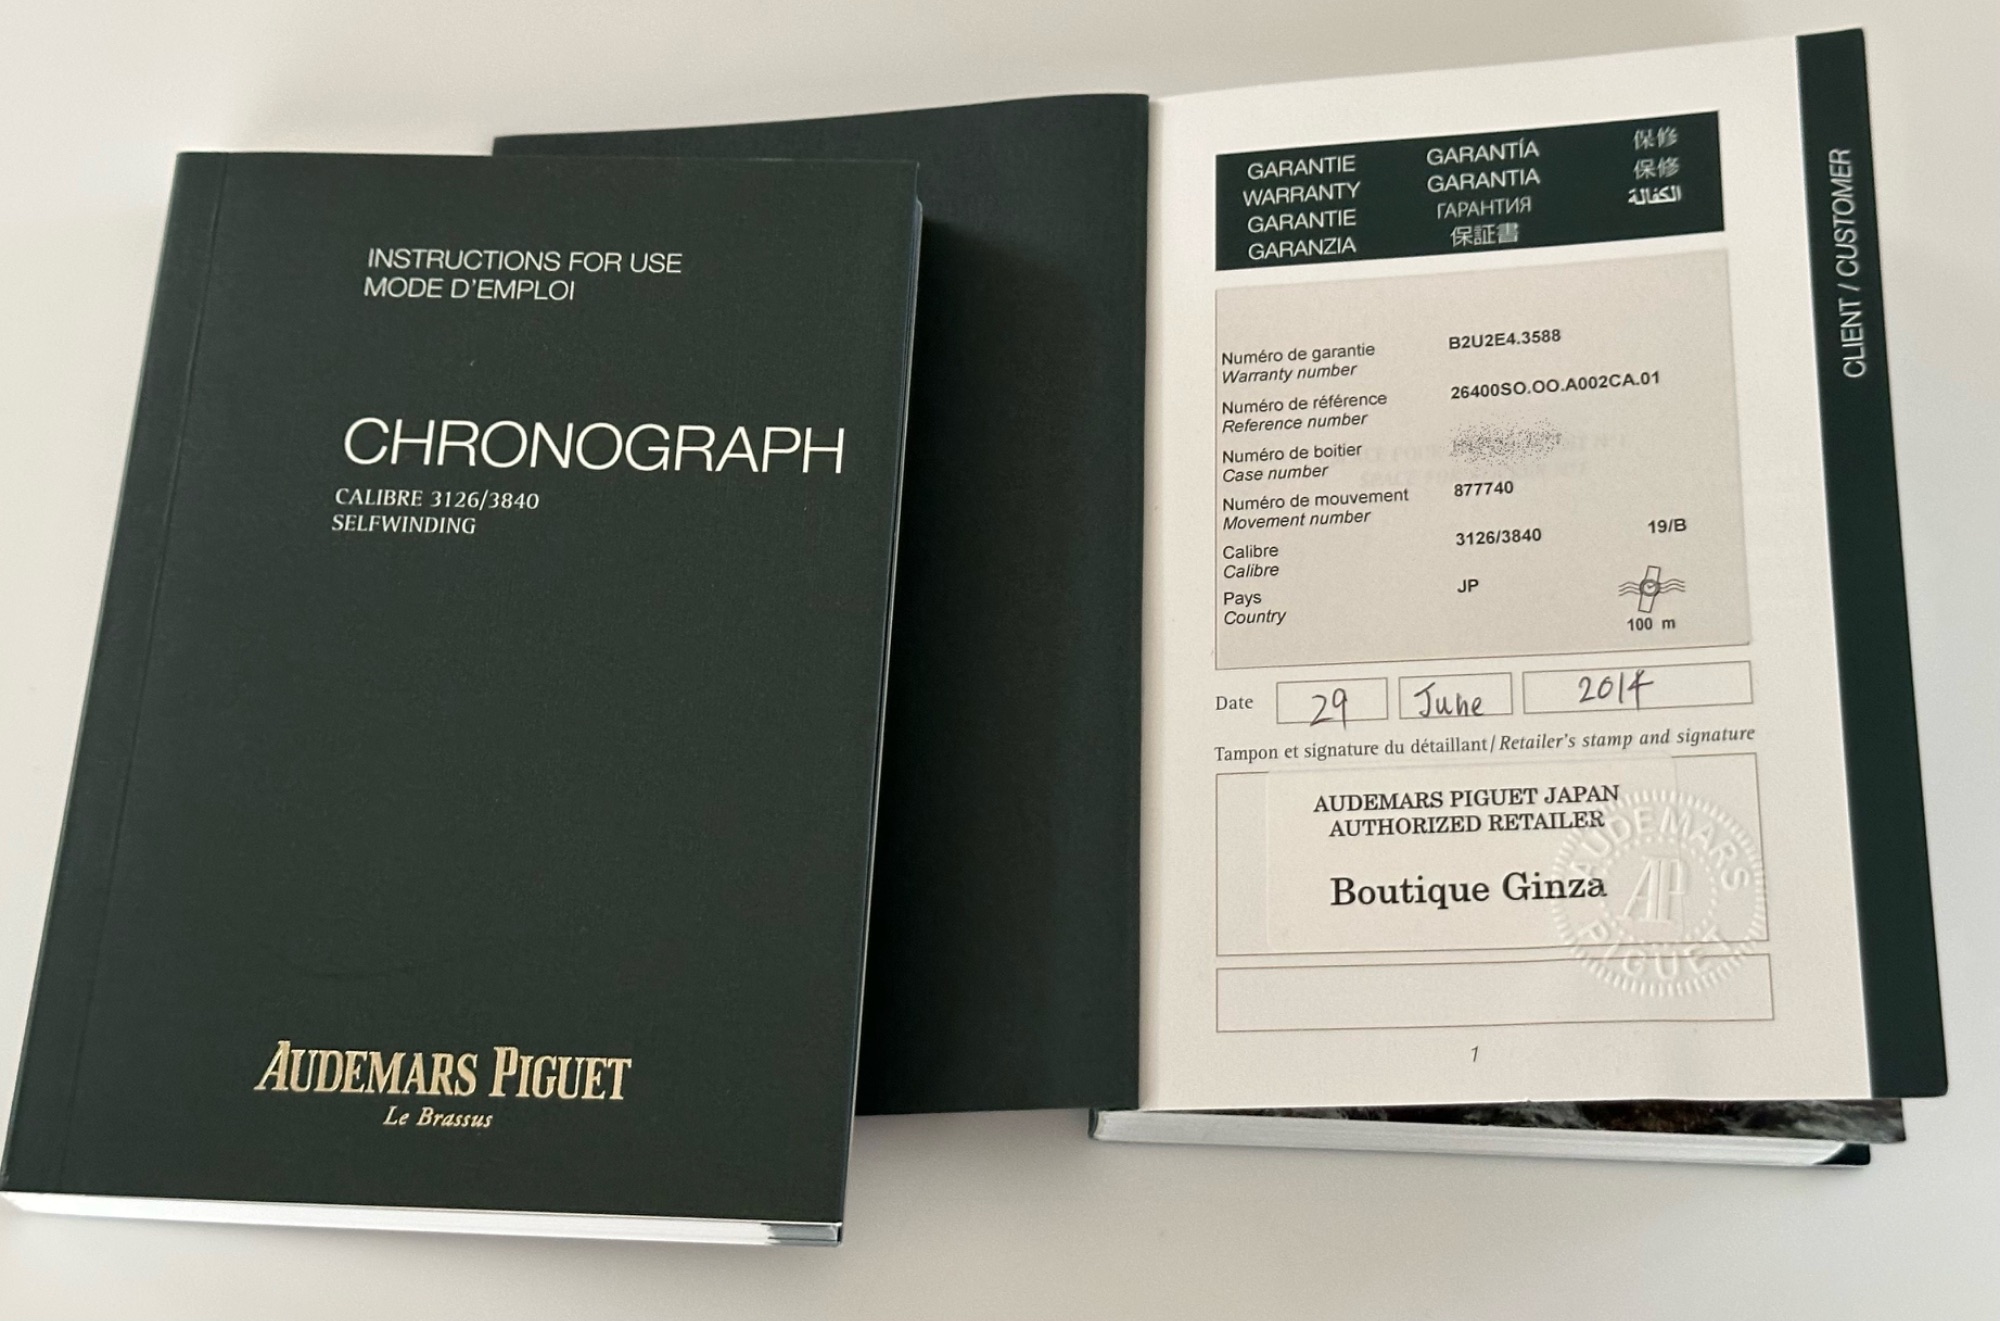 INSTRUCTIONS FOR USE
MODE D'EMPLOI
CHRONOGRAPH
CALIBRE 3126/3840
SELFWINDING
AUDEMARS PIGUET
Le Brassus
GARANTIE GARANTÍA 保修
WARRANTY GARANTIA 保修
GARANTIE ГАРАНТИЯ الكفالة
GARANZIA 保証書
Numéro de garantie B2U2E4.3588
Warranty number
Numéro de référence 26400SO.OO.A002CA.01
Reference number
Numéro de boitier
Case number
Numéro de mouvement 877740
Movement number
Calibre 3126/3840 19/B
Calibre
Pays JP
Country
100 m
Date 29 June 2014
Tampon et signature du détaillant / Retailer's stamp and signature
AUDEMARS PIGUET JAPAN
AUTHORIZED RETAILER
Boutique Ginza
AUDEMARS
AP
PIGUET
1
CLIENT / CUSTOMER